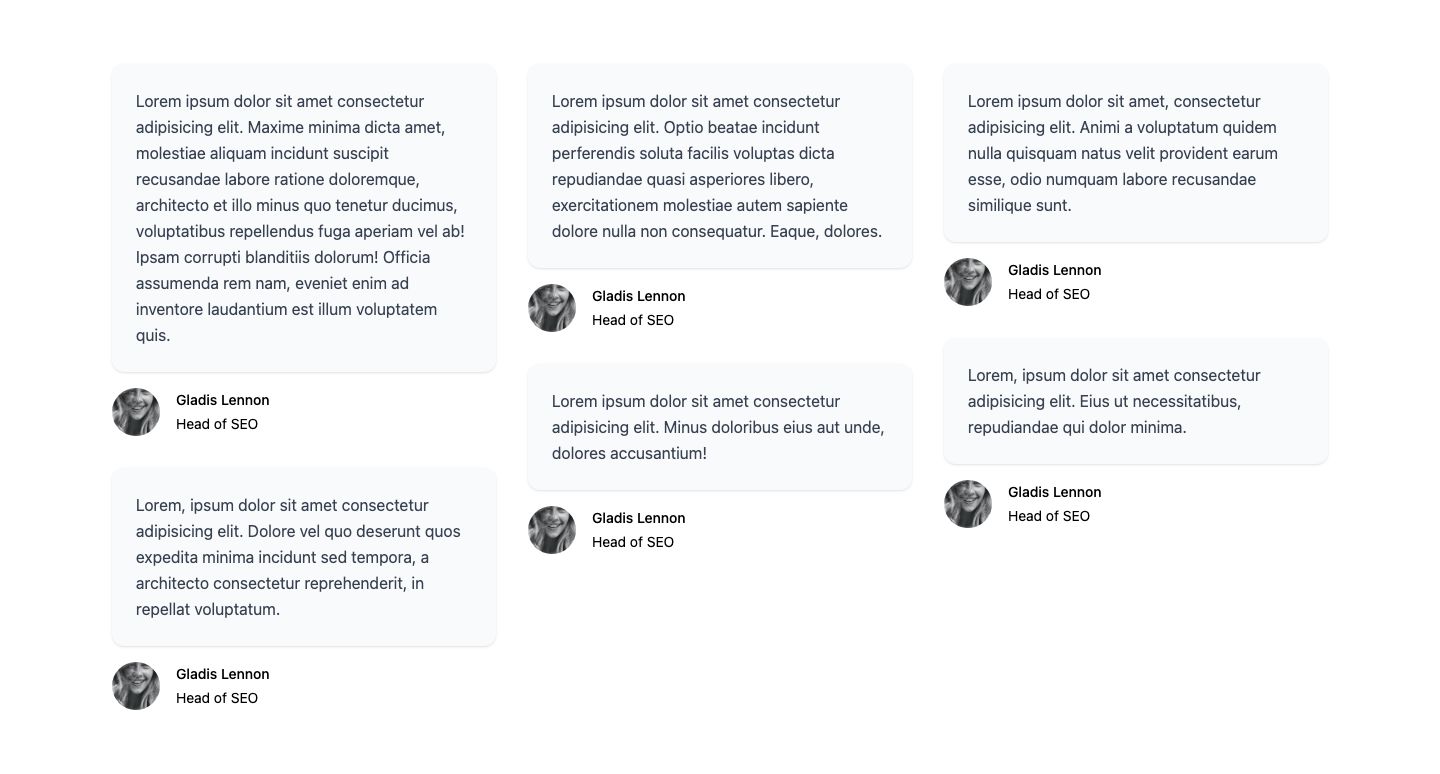 Lorem ipsum dolor sit amet consectetur
adipisicing elit. Maxime minima dicta amet,
molestiae aliquam incidunt suscipit
recusandae labore ratione doloremque,
architecto et illo minus quo tenetur ducimus,
voluptatibus repellendus fuga aperiam vel ab!
Ipsam corrupti blanditiis dolorum! Officia
assumenda rem nam, eveniet enim ad
inventore laudantium est illum voluptatem
quis.
Gladis Lennon
Head of SEO
Lorem, ipsum dolor sit amet consectetur
adipisicing elit. Dolore vel quo deserunt quos
expedita minima incidunt sed tempora, a
architecto consectetur reprehenderit, in
repellat voluptatum.
Gladis Lennon
Head of SEO
Lorem ipsum dolor sit amet consectetur
adipisicing elit. Optio beatae incidunt
perferendis soluta facilis voluptas dicta
repudiandae quasi asperiores libero,
exercitationem molestiae autem sapiente
dolore nulla non consequatur. Eaque, dolores.
Gladis Lennon
Head of SEO
Lorem ipsum dolor sit amet consectetur
adipisicing elit. Minus doloribus eius aut unde,
dolores accusantium!
Gladis Lennon
Head of SEO
Lorem ipsum dolor sit amet, consectetur
adipisicing elit. Animi a voluptatum quidem
nulla quisquam natus velit provident earum
esse, odio numquam labore recusandae
similique sunt.
Gladis Lennon
Head of SEO
Lorem, ipsum dolor sit amet consectetur
adipisicing elit. Eius ut necessitatibus,
repudiandae qui dolor minima.
Gladis Lennon
Head of SEO